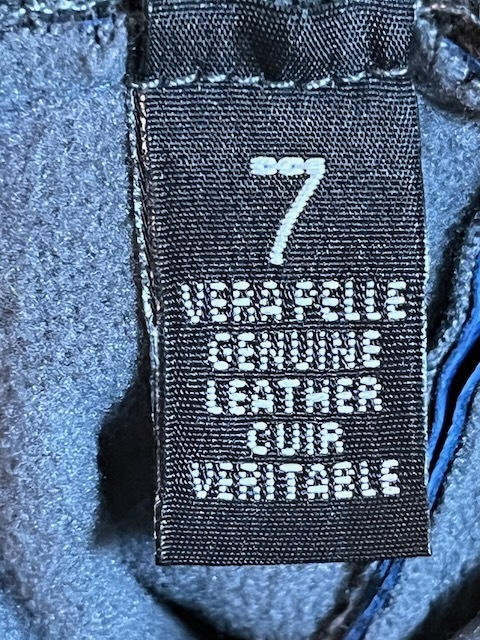 7
VERA PELLE
GENUINE
LEATHER
CUIR
VERITABLE